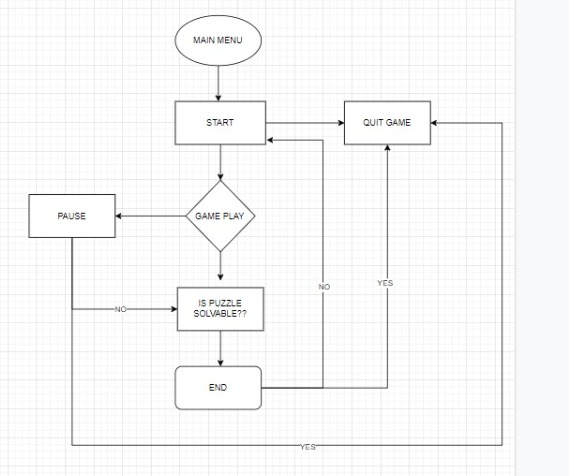 MAIN MENU
START
QUIT GAME
PAUSE
GAME PLAY
NO
YES
NO
IS PUZZLE
SOLVABLE??
END
YES